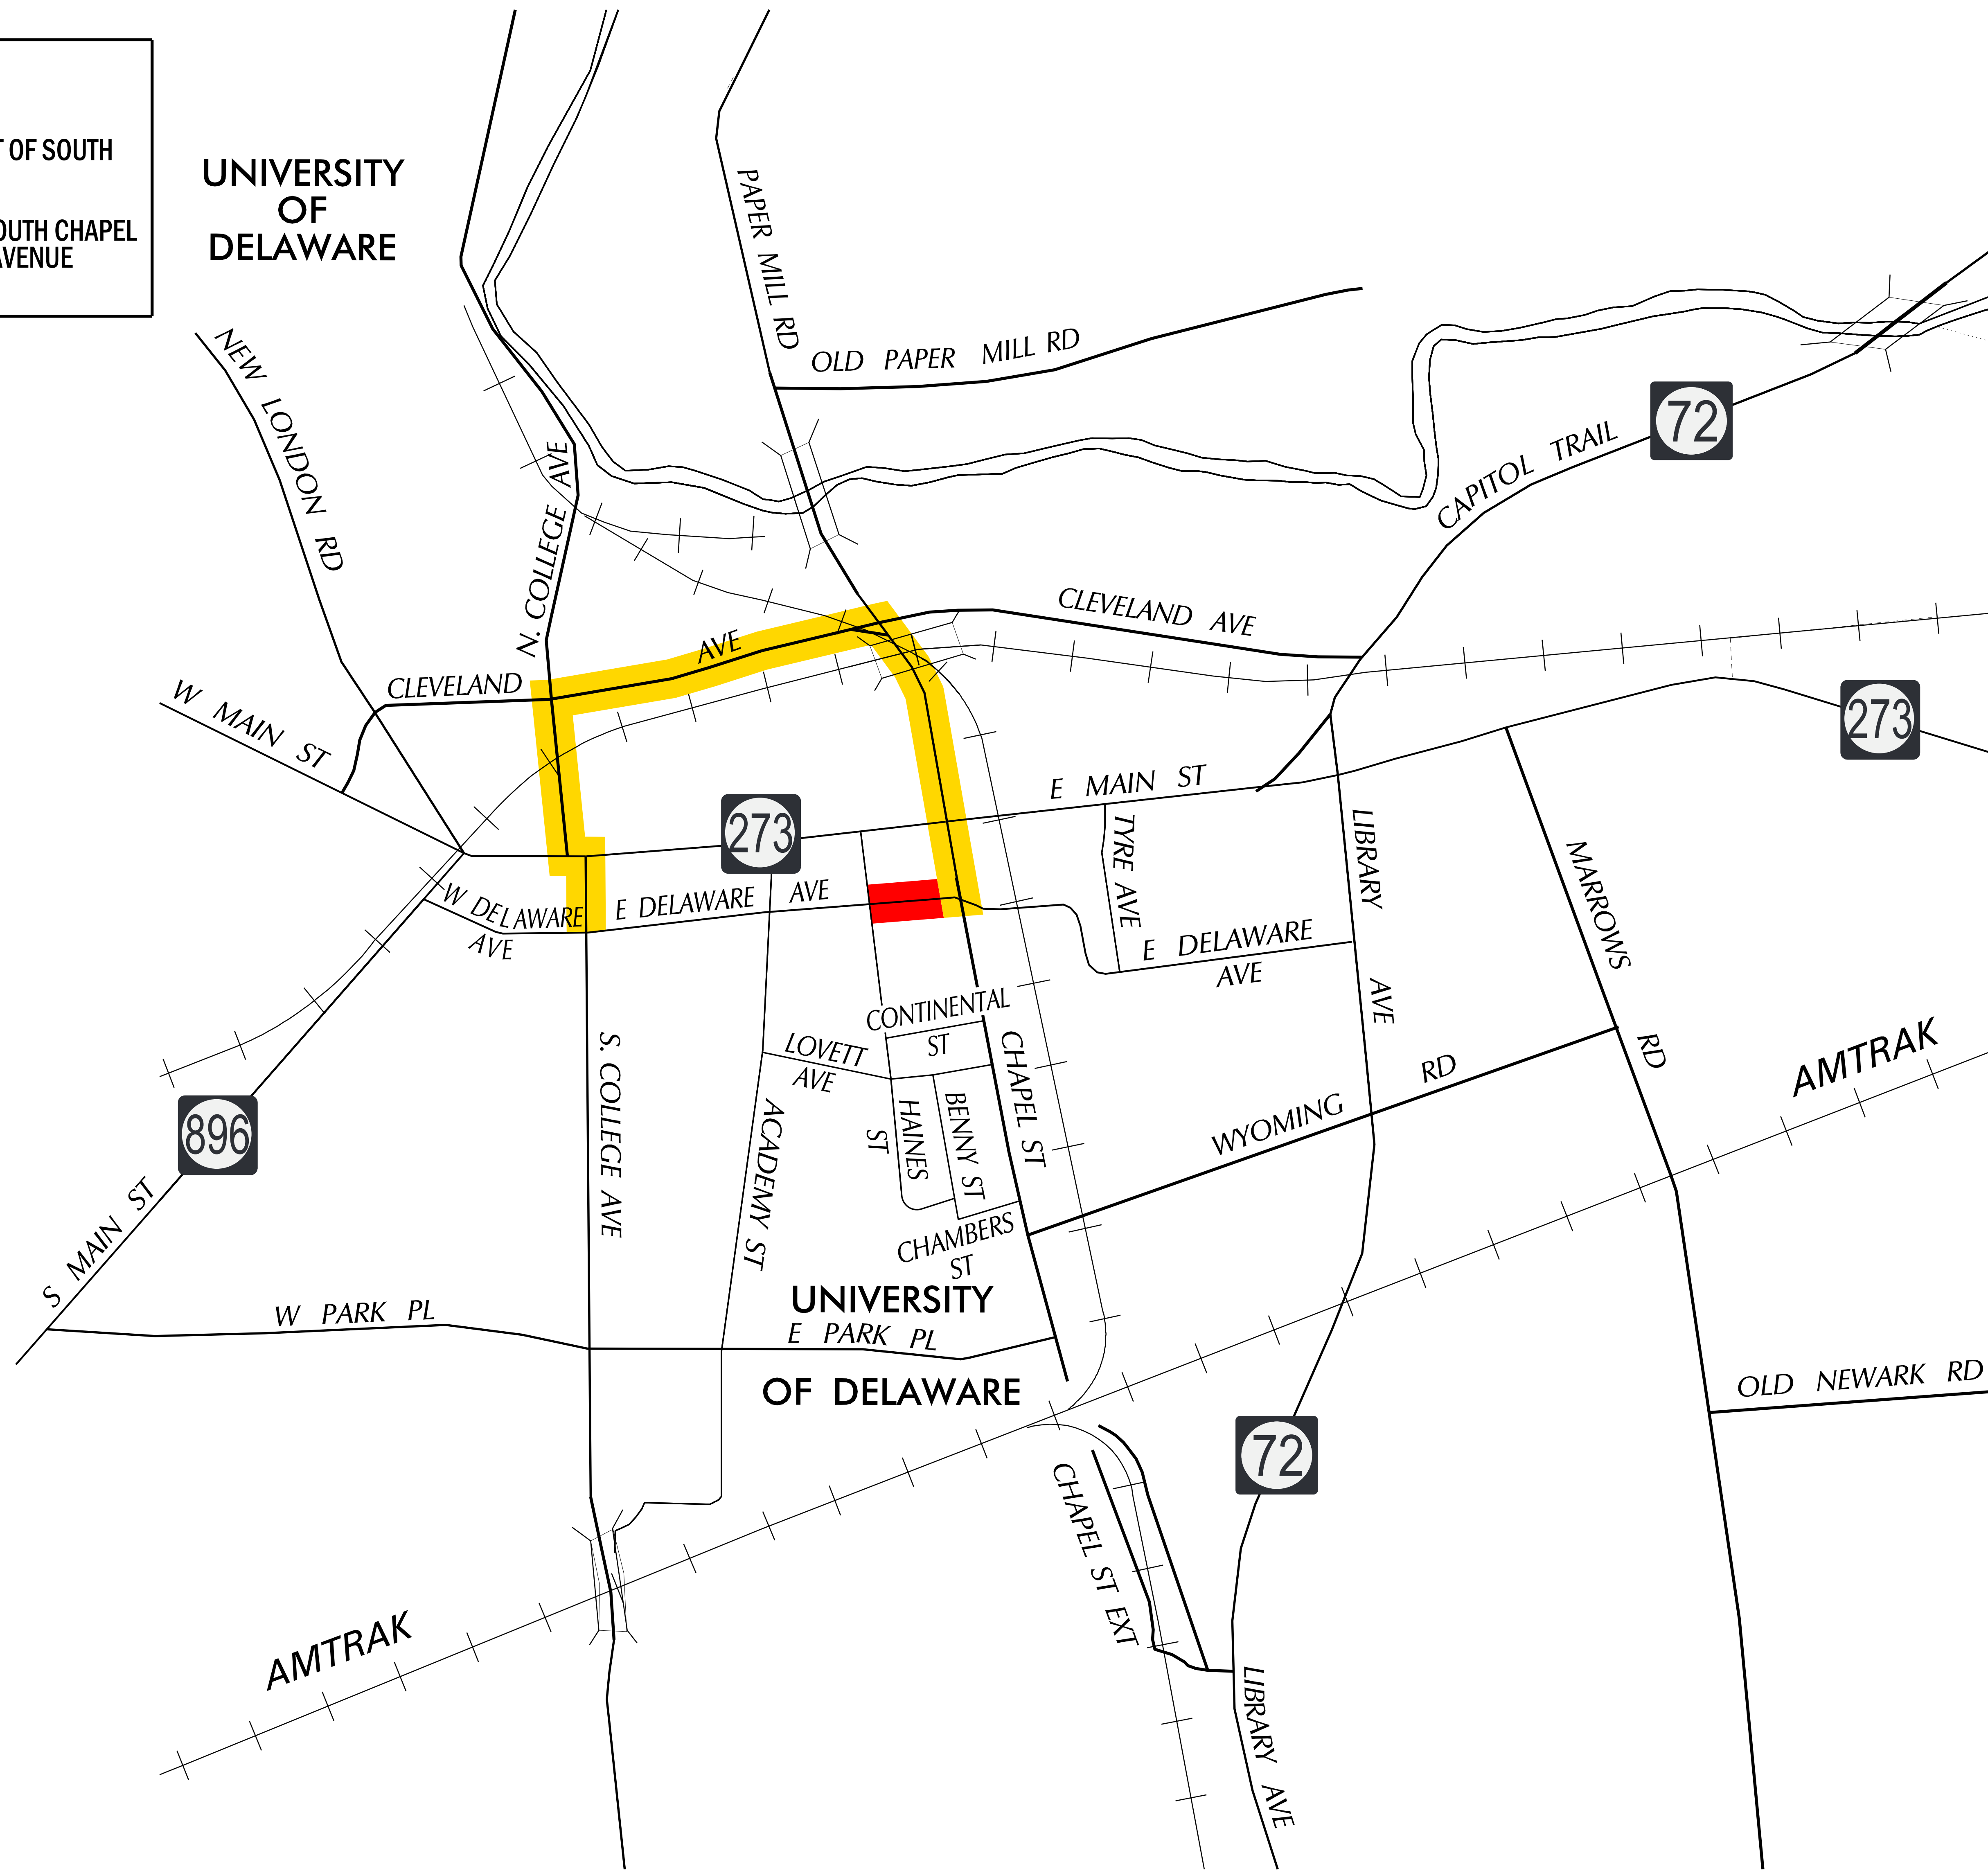 T OF SOUTH
OUTH CHAPEL
AVENUE
UNIVERSITY
OF
DELAWARE
PAPER MILL RD
OLD PAPER MILL RD
NEW LONDON RD
N. COLLEGE AVE
72
CAPITOL TRAIL
CLEVELAND AVE
CLEVELAND AVE
W MAIN ST
273
E MAIN ST
273
TYRE AVE
LIBRARY AVE
MARROWS RD
W DELAWARE
AVE
E DELAWARE AVE
E DELAWARE
AVE
CONTINENTAL
ST
LOVETT
AVE
HAINES
ST
BENNY ST
CHAPEL ST
CHAMBERS
ST
S. COLLEGE AVE
ACADEMY ST
WYOMING RD
AMTRAK
896
S MAIN ST
W PARK PL
UNIVERSITY
E PARK PL
OF DELAWARE
OLD NEWARK RD
72
CHAPEL ST EXT
AMTRAK
LIBRARY AVE